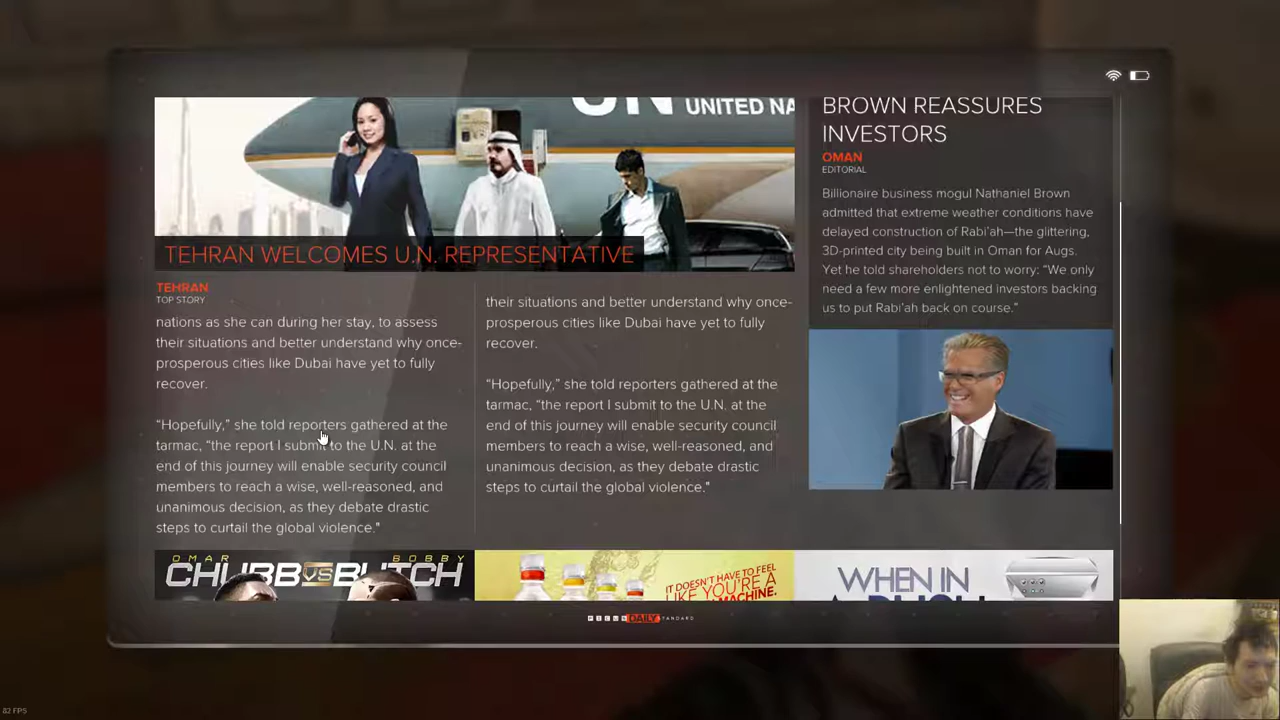 UN UNITED NA
TEHRAN WELCOMES U.N. REPRESENTATIVE
TEHRAN
TOP STORY
nations as she can during her stay, to assess
their situations and better understand why once-
prosperous cities like Dubai have yet to fully
recover.
“Hopefully,” she told reporters gathered at the
tarmac, “the report I submit to the U.N. at the
end of this journey will enable security council
members to reach a wise, well-reasoned, and
unanimous decision, as they debate drastic
steps to curtail the global violence."
their situations and better understand why once-
prosperous cities like Dubai have yet to fully
recover.
“Hopefully,” she told reporters gathered at the
tarmac, “the report I submit to the U.N. at the
end of this journey will enable security council
members to reach a wise, well-reasoned, and
unanimous decision, as they debate drastic
steps to curtail the global violence."
BROWN REASSURES
INVESTORS
OMAN
EDITORIAL
Billionaire business mogul Nathaniel Brown
admitted that extreme weather conditions have
delayed construction of Rabi'ah—the glittering,
3D-printed city being built in Oman for Augs.
Yet he told shareholders not to worry: “We only
need a few more enlightened investors backing
us to put Rabi'ah back on course.”
OMAR BOBBY
CHUBB VS BUTCH
IT DOESN'T HAVE TO FEEL
LIKE YOU'RE A
MACHINE.
WHEN IN
PICUS DAILY STANDARD
82 FPS